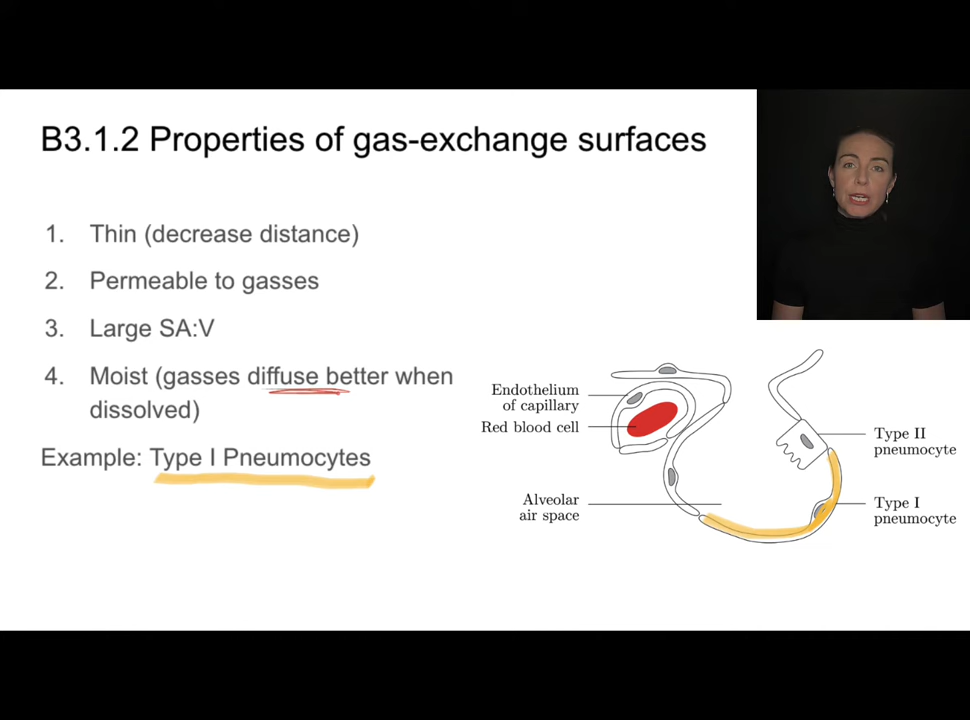 B3.1.2 Properties of gas-exchange surfaces
1. Thin (decrease distance)
2. Permeable to gasses
3. Large SA:V
4. Moist (gasses diffuse better when
dissolved)
Example: Type I Pneumocytes
Endothelium
of capillary
Red blood cell
Alveolar
air space
Type II
pneumocyte
Type I
pneumocyte